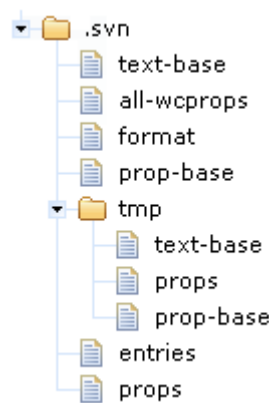 .svn
text-base
all-wcprops
format
prop-base
tmp
text-base
props
prop-base
entries
props